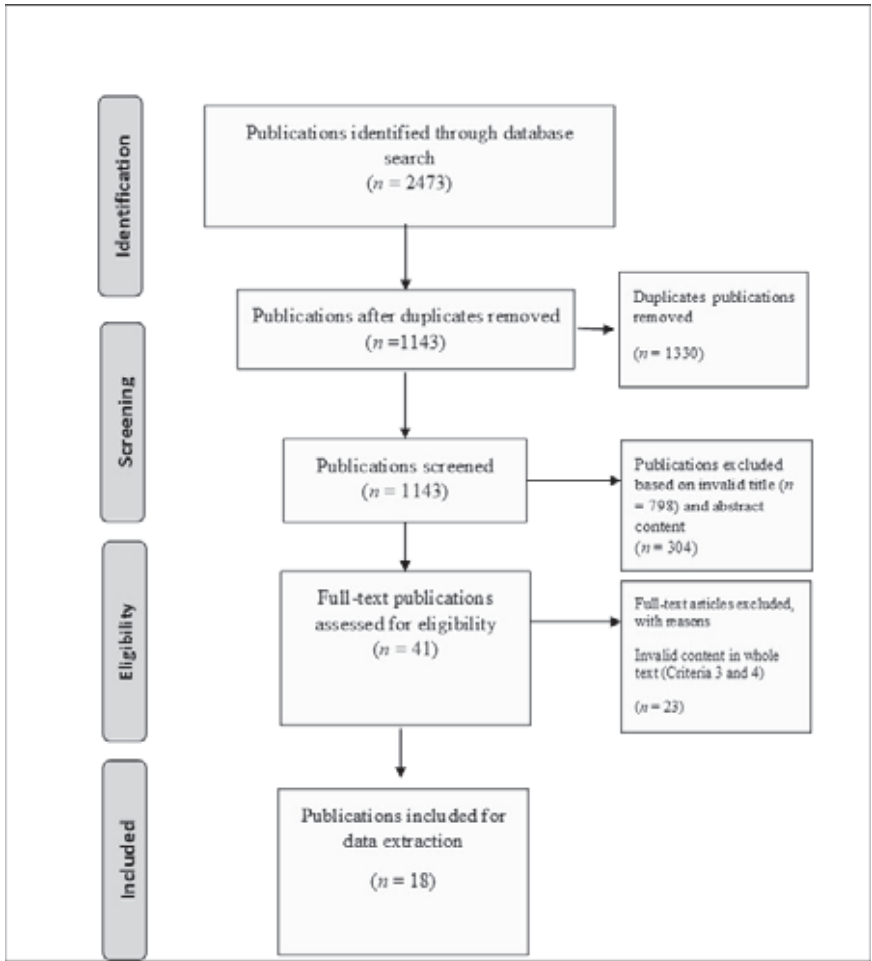 Identification
Publications identified through database
search
(n = 2473)
Publications after duplicates removed
(n =1143)
Duplicates publications
removed
(n = 1330)
Screening
Publications screened
(n = 1143)
Publications excluded
based on invalid title (n
= 798) and abstract
content
(n = 304)
Eligibility
Full-text publications
assessed for eligibility
(n = 41)
Full-text articles excluded,
with reasons
Invalid content in whole
text (Criteria 3 and 4)
(n = 23)
Included
Publications included for
data extraction
(n = 18)